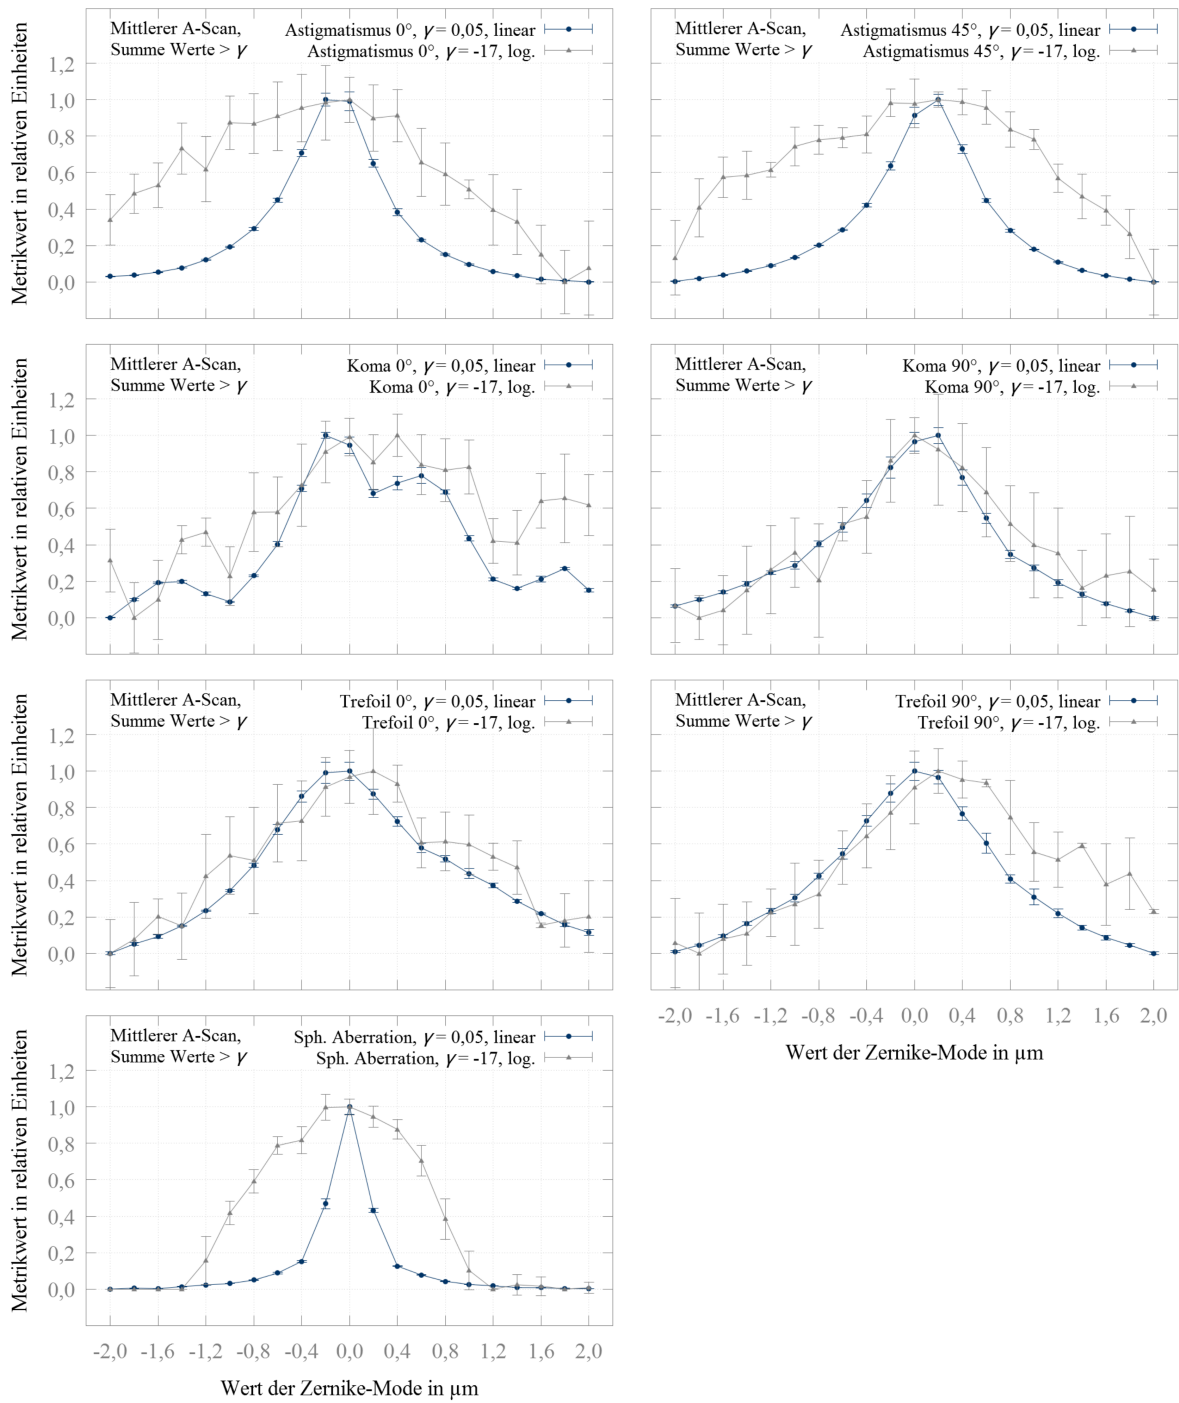 Mittlerer A-Scan,
Summe Werte > γ
Astigmatismus 0°, γ = 0,05, linear
Astigmatismus 0°, γ = -17, log.
Metrikwert in relativen Einheiten
1,2
1,0
0,8
0,6
0,4
0,2
0,0
Mittlerer A-Scan,
Summe Werte > γ
Astigmatismus 45°, γ = 0,05, linear
Astigmatismus 45°, γ = -17, log.
Mittlerer A-Scan,
Summe Werte > γ
Koma 0°, γ = 0,05, linear
Koma 0°, γ = -17, log.
Metrikwert in relativen Einheiten
1,2
1,0
0,8
0,6
0,4
0,2
0,0
Mittlerer A-Scan,
Summe Werte > γ
Koma 90°, γ = 0,05, linear
Koma 90°, γ = -17, log.
Mittlerer A-Scan,
Summe Werte > γ
Trefoil 0°, γ = 0,05, linear
Trefoil 0°, γ = -17, log.
Metrikwert in relativen Einheiten
1,2
1,0
0,8
0,6
0,4
0,2
0,0
Mittlerer A-Scan,
Summe Werte > γ
Trefoil 90°, γ = 0,05, linear
Trefoil 90°, γ = -17, log.
-2,0 -1,6 -1,2 -0,8 -0,4 0,0 0,4 0,8 1,2 1,6 2,0
Wert der Zernike-Mode in µm
Mittlerer A-Scan,
Summe Werte > γ
Sph. Aberration, γ = 0,05, linear
Sph. Aberration, γ = -17, log.
Metrikwert in relativen Einheiten
1,2
1,0
0,8
0,6
0,4
0,2
0,0
-2,0 -1,6 -1,2 -0,8 -0,4 0,0 0,4 0,8 1,2 1,6 2,0
Wert der Zernike-Mode in µm